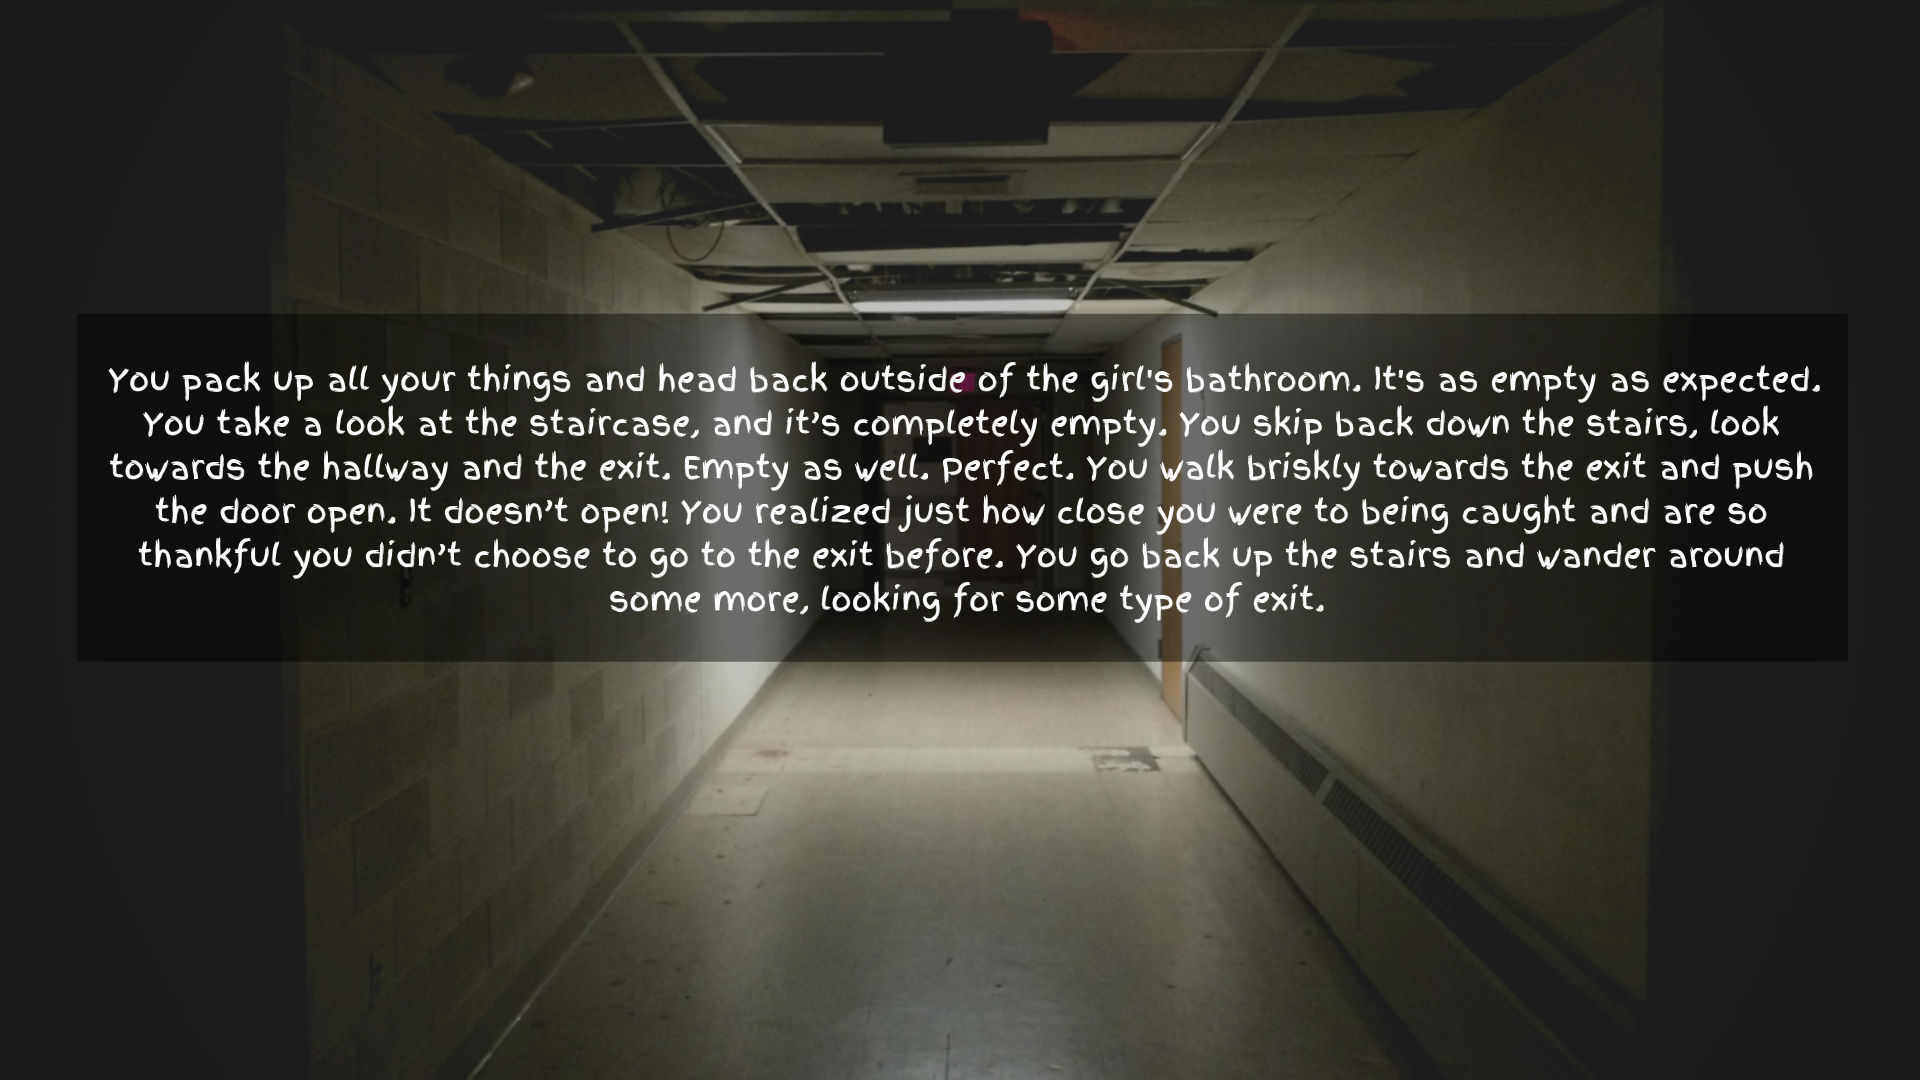 You pack up all your things and head back outside of the girl's bathroom. It's as empty as expected.
You take a look at the staircase, and it’s completely empty. You skip back down the stairs, look
towards the hallway and the exit. Empty as well. Perfect. You walk briskly towards the exit and push
the door open. It doesn’t open! You realized just how close you were to being caught and are so
thankful you didn’t choose to go to the exit before. You go back up the stairs and wander around
some more, looking for some type of exit.